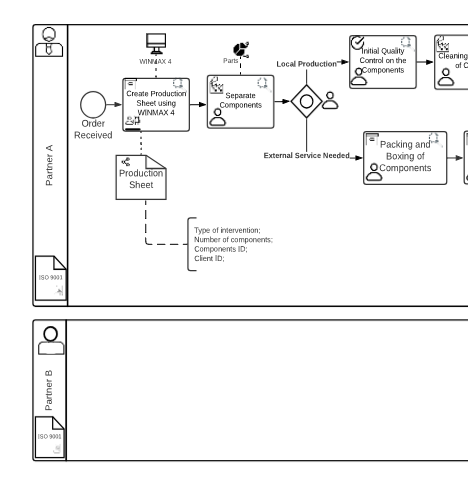 WINMAX 4
Parts
Local Production
Initial Quality
Control on the
Components
Cleaning
of C
Create Production
Sheet using
WINMAX 4
Separate
Components
Order
Received
External Service Needed
Packing and
Boxing of
Components
Production
Sheet
Type of intervention;
Number of components;
Components ID;
Client ID;
Partner A
ISO 9001
Partner B
ISO 9001